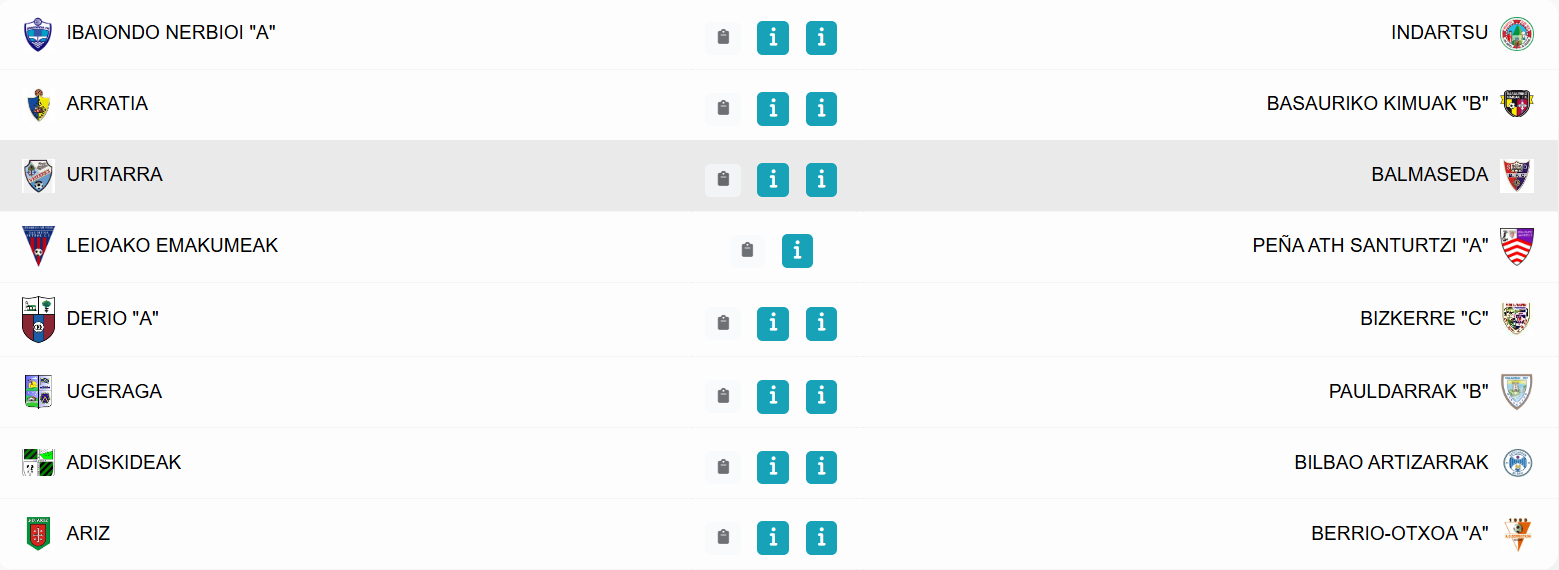 IBAIONDO NERBIOI "A" INDARTSU
ARRATIA BASAURIKO KIMUAK "B"
URITARRA BALMASEDA
LEIOAKO EMAKUMEAK PEÑA ATH SANTURTZI "A"
DERIO "A" BIZKERRE "C"
UGERAGA PAULDARRAK "B"
ADISKIDEAK BILBAO ARTIZARRAK
ARIZ BERRIO-OTXOA "A"